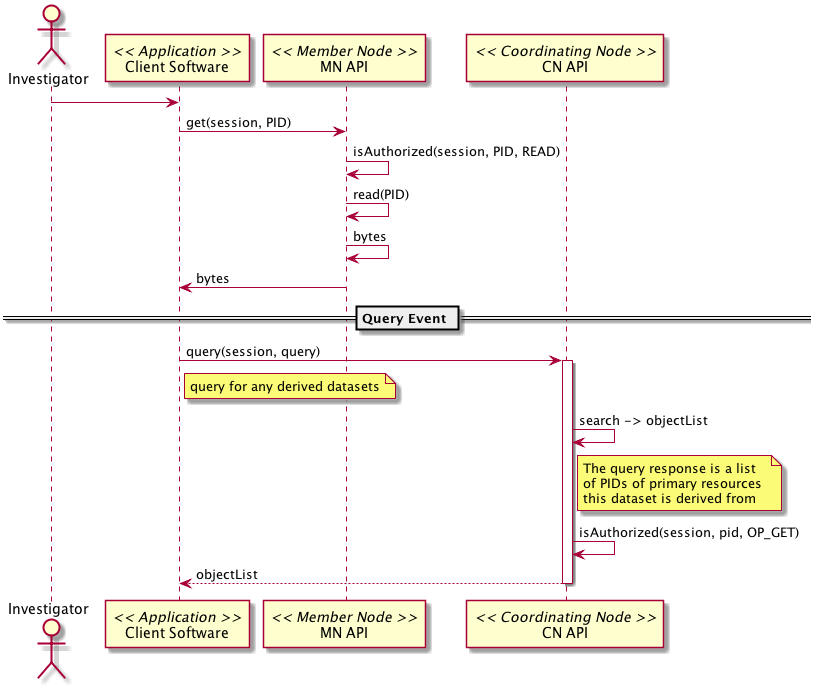 Investigator
<< Application >>
Client Software
<< Member Node >>
MN API
<< Coordinating Node >>
CN API
get(session, PID)
isAuthorized(session, PID, READ)
read(PID)
bytes
bytes
Query Event
query(session, query)
query for any derived datasets
search -> objectList
The query response is a list
of PIDs of primary resources
this dataset is derived from
isAuthorized(session, pid, OP_GET)
objectList
Investigator
<< Application >>
Client Software
<< Member Node >>
MN API
<< Coordinating Node >>
CN API